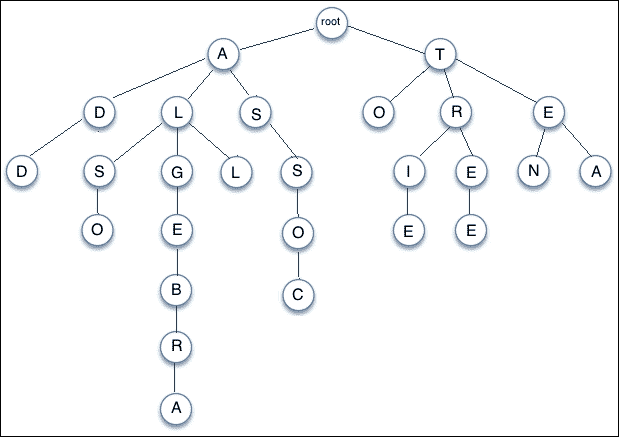 root
A T
D L S O R E
D S G L S I E N A
O E O E E
B C
R
A